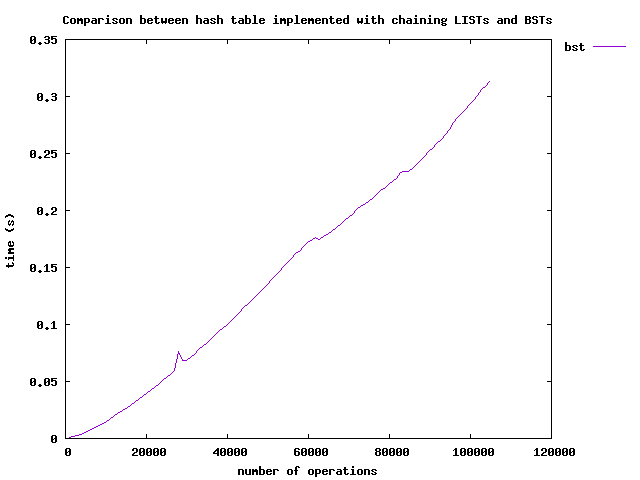 Comparison between hash table implemented with chaining LISTs and BSTs
bst
0.35
0.3
0.25
0.2
0.15
0.1
0.05
0
time (s)
0 20000 40000 60000 80000 100000 120000
number of operations